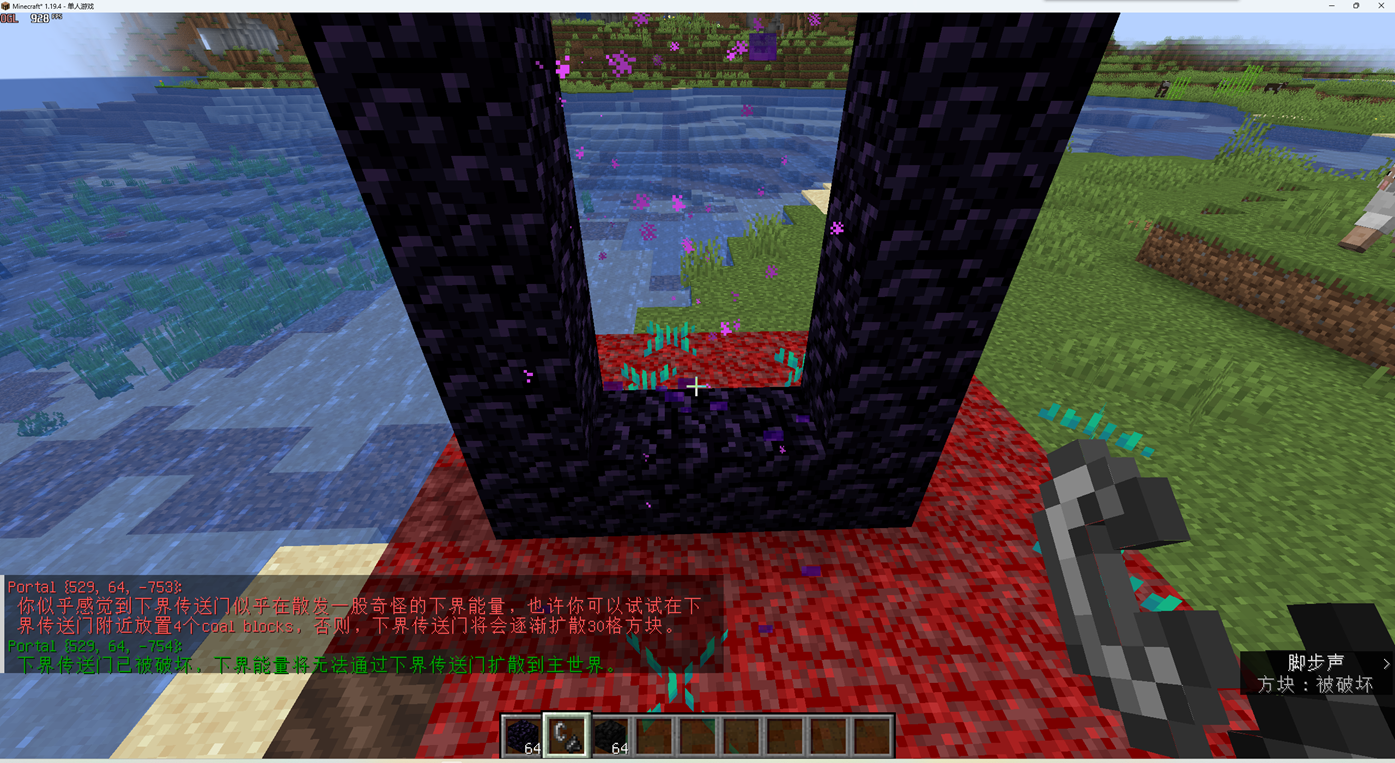 Minecraft* 1.19.4 - 单人游戏
928 FPS
Portal {529, 64, -753}:
你似乎感觉到下界传送门似乎在散发一股奇怪的下界能量，也许你可以试试在下
界传送门附近放置4个coal blocks，否则，下界传送门将会逐渐扩散30格方块。
Portal {529, 64, -754}:
下界传送门已被破坏，下界能量将无法通过下界传送门扩散到主世界。
脚步声 >
方块：被破坏
64
64